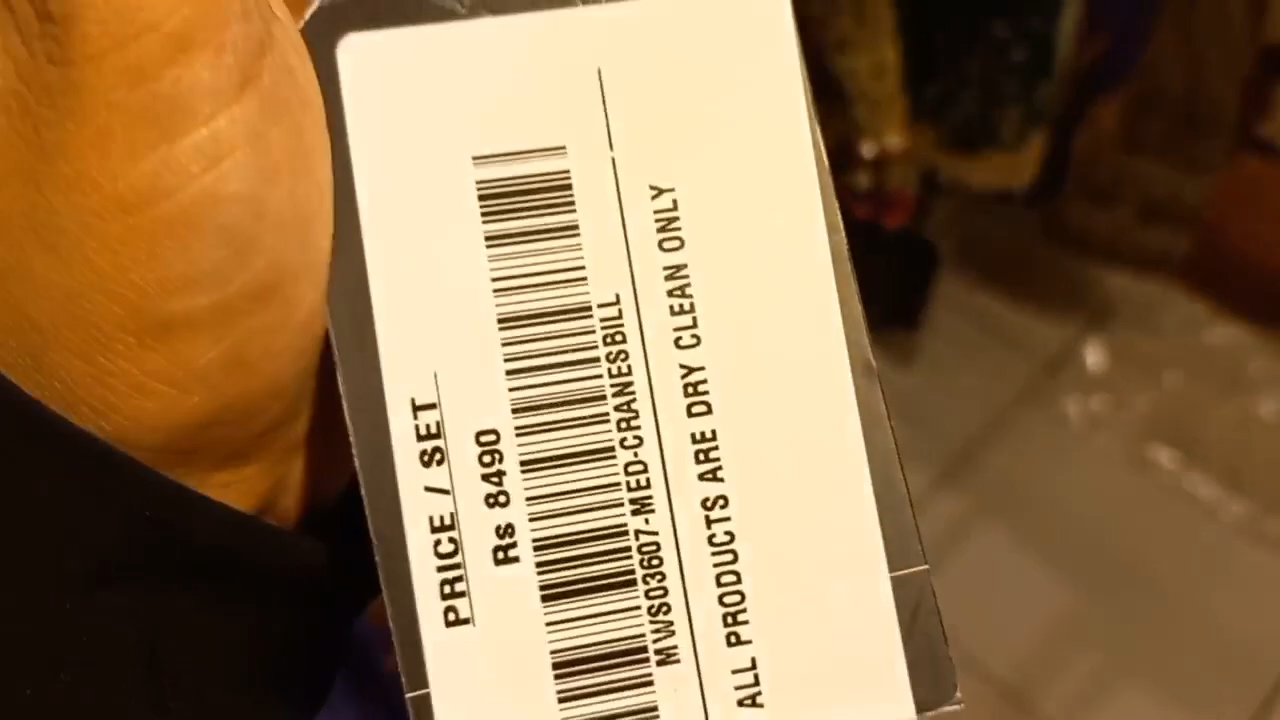 PRICE / SET
Rs 8490
MWS03607-MED-CRANESBILL
ALL PRODUCTS ARE DRY CLEAN ONLY